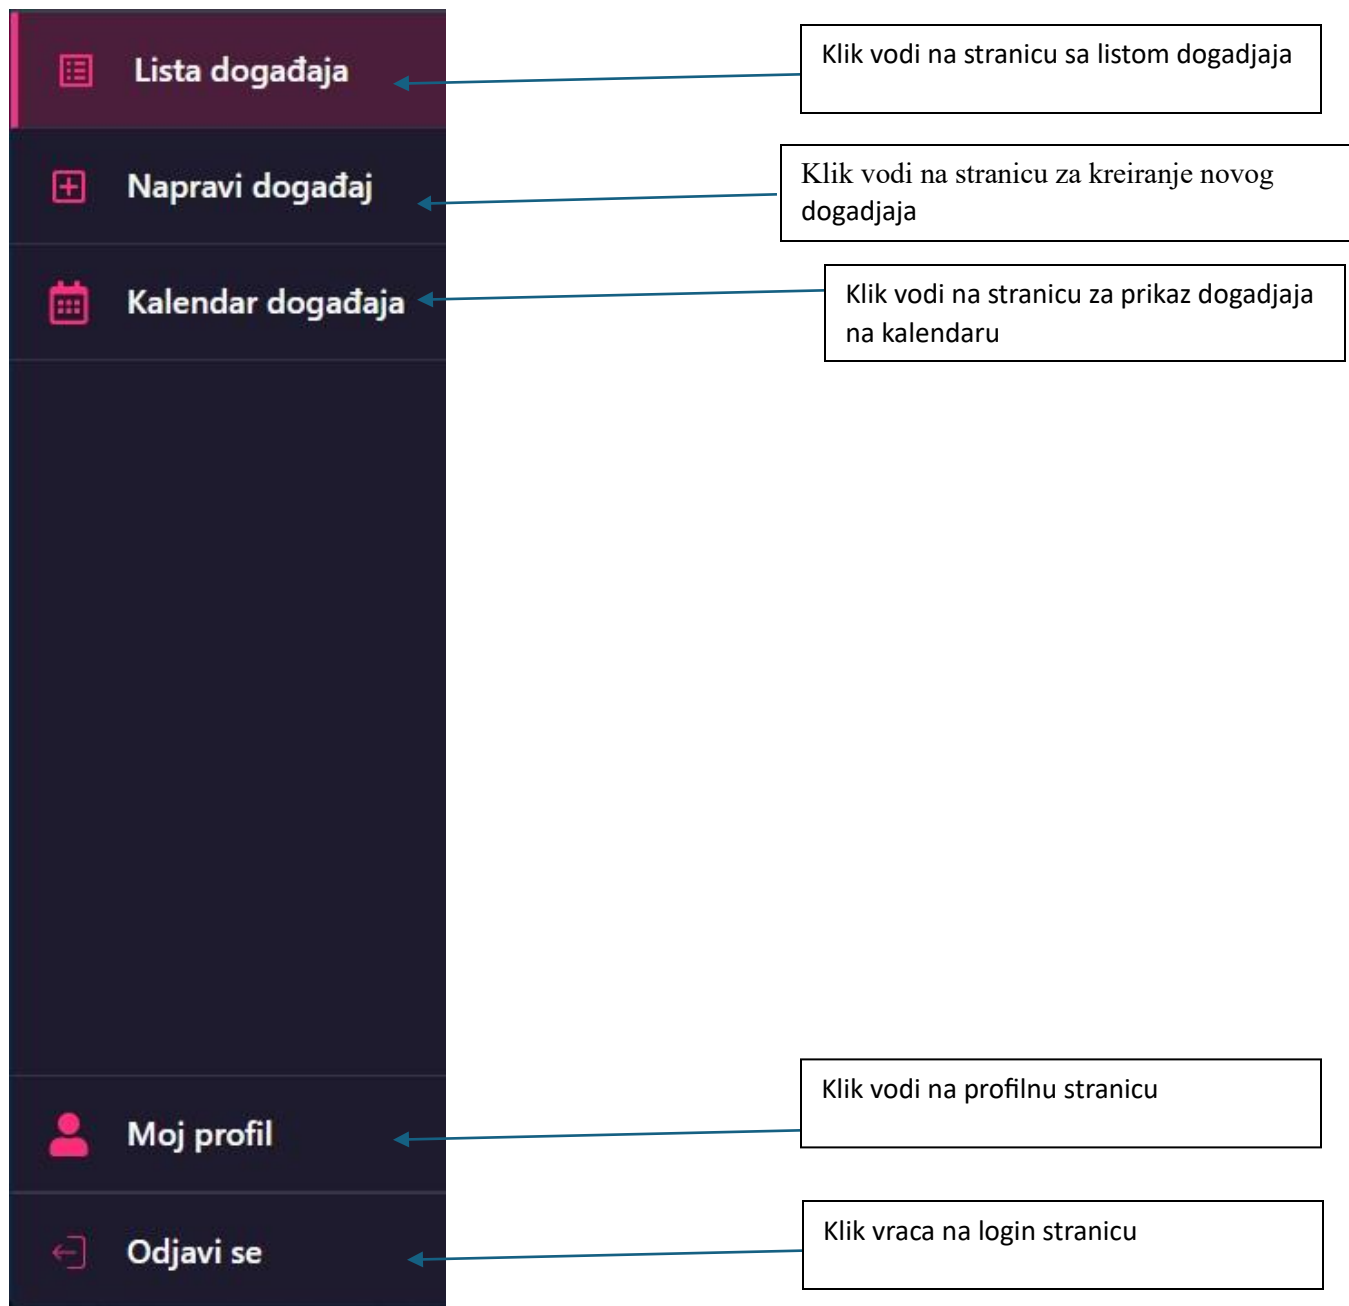 Lista događaja
Klik vodi na stranicu sa listom dogadjaja
Napravi događaj
Klik vodi na stranicu za kreiranje novog
dogadjaja
Kalendar događaja
Klik vodi na stranicu za prikaz dogadjaja
na kalendaru
Moj profil
Klik vodi na profilnu stranicu
Odjavi se
Klik vraca na login stranicu